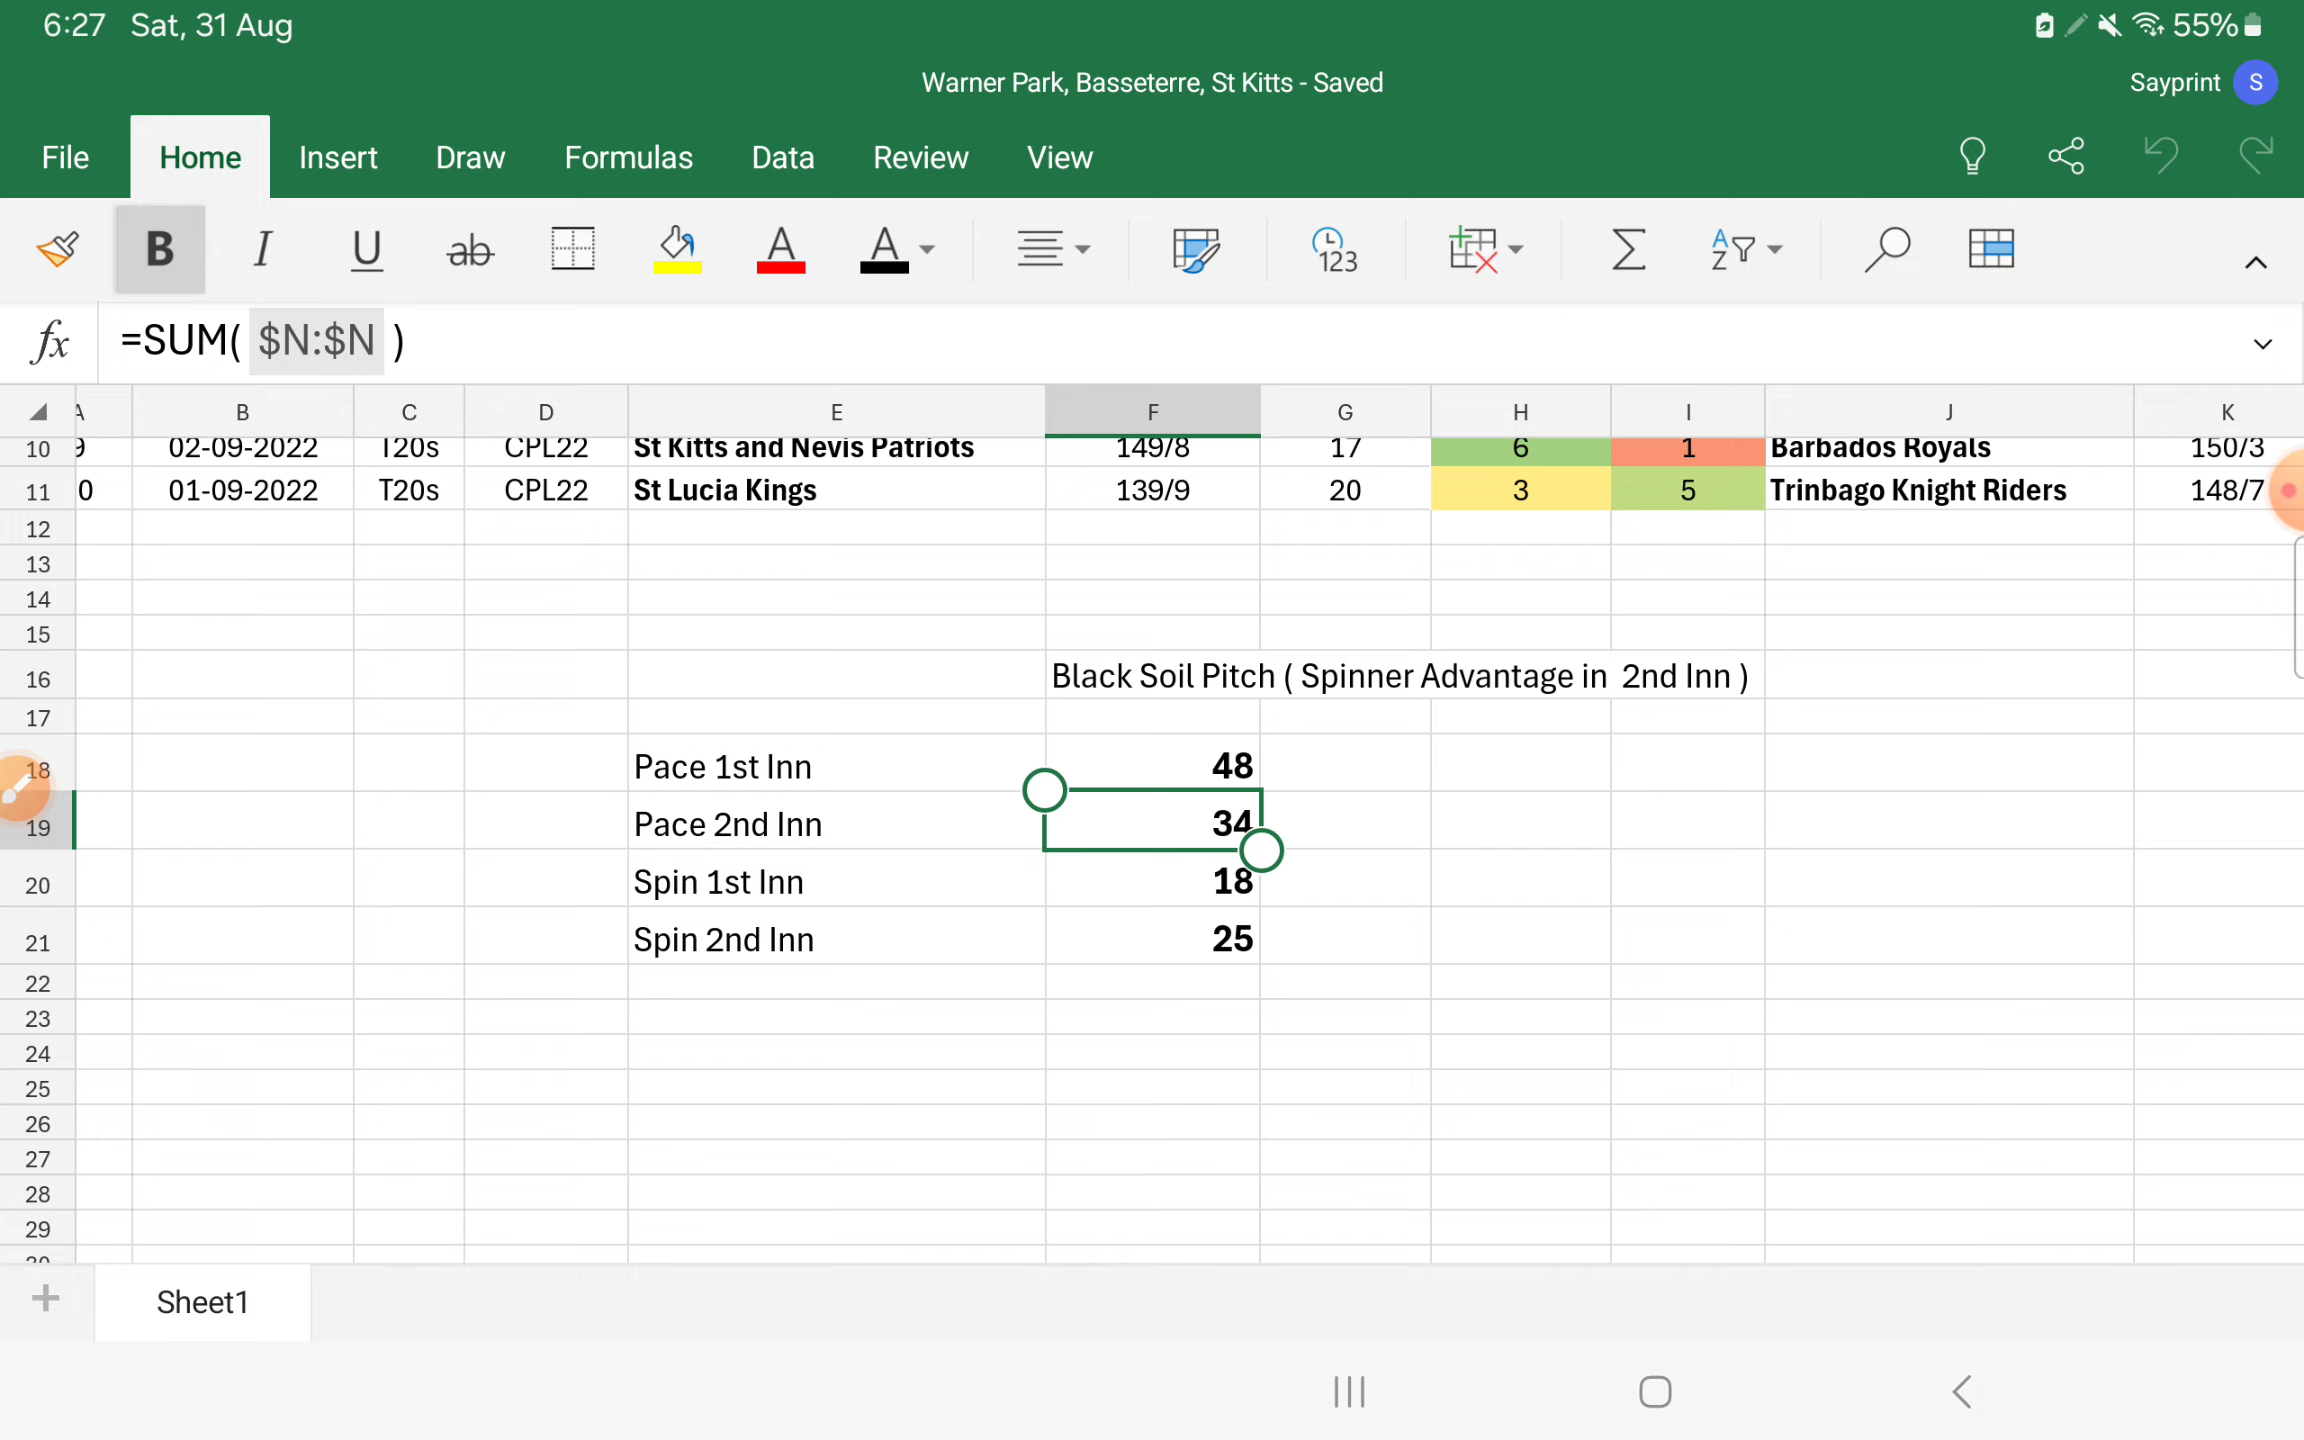 6:27 Sat, 31 Aug 55%
Warner Park, Basseterre, St Kitts - Saved
Sayprint S
File Home Insert Draw Formulas Data Review View
B I U ab A A 123 A Z
fx =SUM( $N:$N )
A B C D E F G H I J K
10 9 02-09-2022 T20s CPL22 St Kitts and Nevis Patriots 149/8 17 6 1 Barbados Royals 150/3
11 0 01-09-2022 T20s CPL22 St Lucia Kings 139/9 20 3 5 Trinbago Knight Riders 148/7
12
13
14
15
16 Black Soil Pitch ( Spinner Advantage in 2nd Inn )
17
18 Pace 1st Inn 48
19 Pace 2nd Inn 34
20 Spin 1st Inn 18
21 Spin 2nd Inn 25
22
23
24
25
26
27
28
29
30
Sheet1